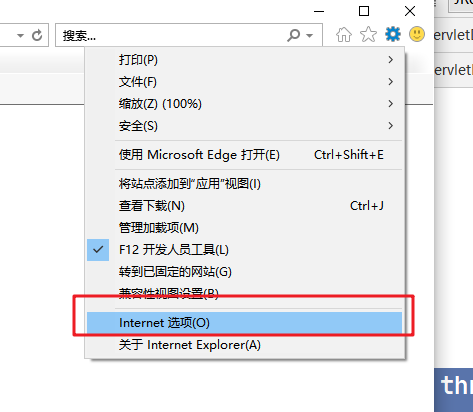 搜索...
打印(P)
文件(F)
缩放(Z) (100%)
安全(S)
使用 Microsoft Edge 打开(E) Ctrl+Shift+E
将站点添加到“应用”视图(I)
查看下载(N) Ctrl+J
管理加载项(M)
F12 开发人员工具(L)
转到已固定的网站(G)
兼容性视图设置(B)
Internet 选项(O)
关于 Internet Explorer(A)
ervletl
ervletl
thr